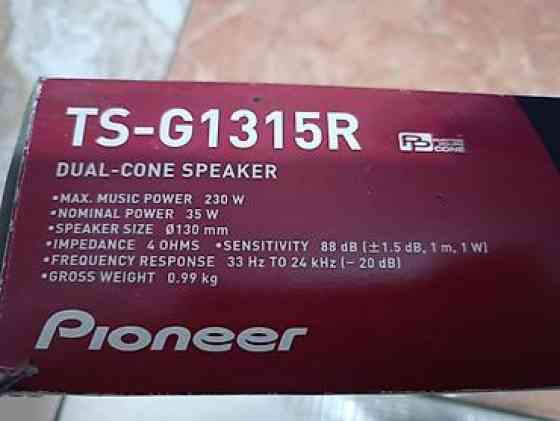 TS-G1315R
DUAL-CONE SPEAKER
•MAX. MUSIC POWER 230 W
•NOMINAL POWER 35 W
•SPEAKER SIZE Ø130 mm
•IMPEDANCE 4 OHMS •SENSITIVITY 88 dB (±1.5 dB, 1 m, 1 W)
•FREQUENCY RESPONSE 33 Hz TO 24 kHz (− 20 dB)
•GROSS WEIGHT 0.99 kg
Pioneer
CONE